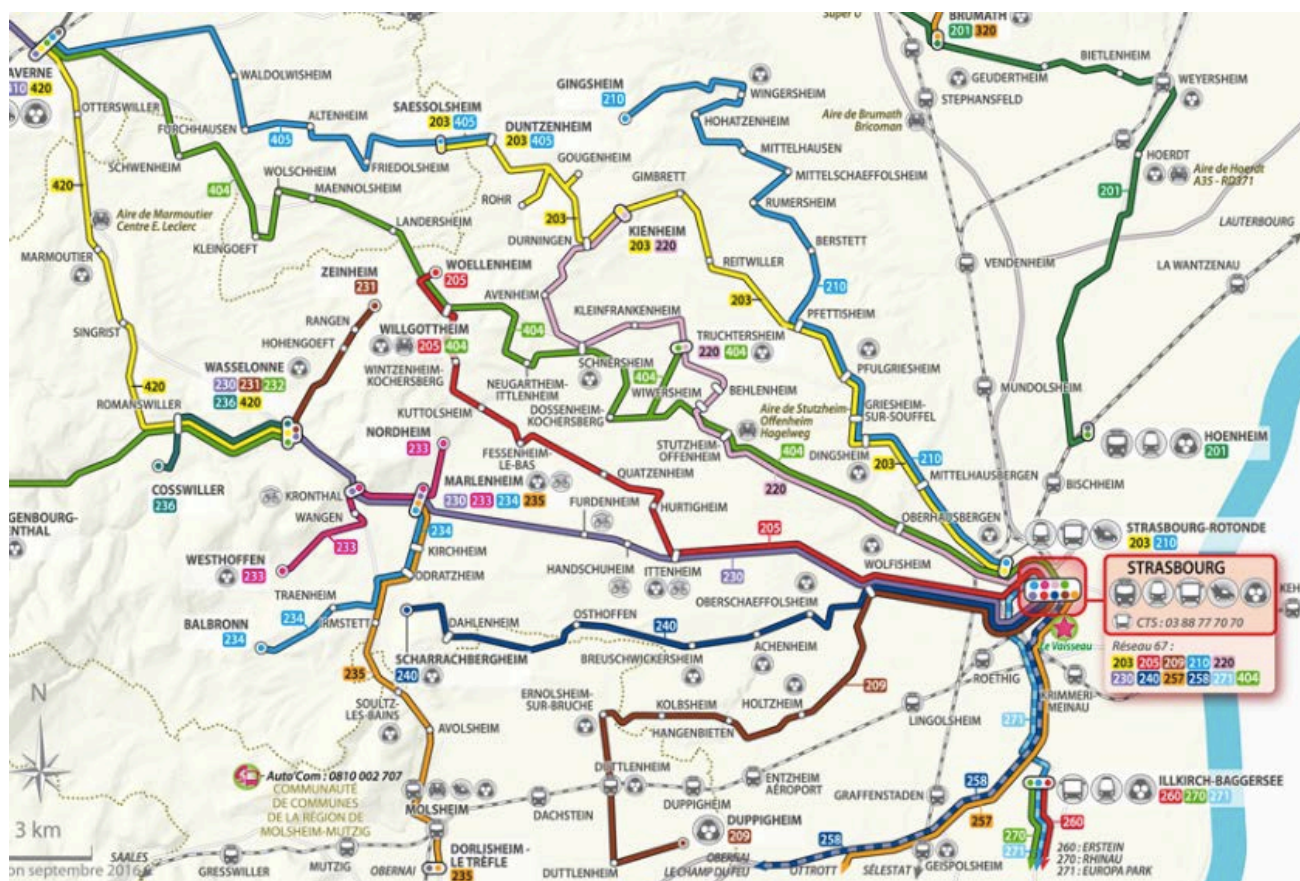 BRUMATH
201 320
BIETLENHEIM
GEUDERTHEIM
WEYERSHEIM
STEPHANSFELD
AVERNE
420
WALDOLWISHEIM
GINGSHEIM
210
WINGERSHEIM
OTTERSWILLER
SAESSOLSHEIM
203 405
HOHATZENHEIM
Aire de Brumath
Bricoman
ALTENHEIM
FURCHHAUSEN
405
DUNTZENHEIM
203 405
MITTELHAUSEN
HOERDT
Aire de Hoerdt
A35 - RD371
SCHWENHEIM
FRIEDOLSHEIM
GOUGENHEIM
MITTELSCHAEFFOLSHEIM
WOLSCHHEIM
GIMBRETT
420
404
MAENNOLSHEIM
ROHR
RUMERSHEIM
201
Aire de Marmoutier
Centre E. Leclerc
LANDERSHEIM
203
LAUTERBOURG
KLEINGOEFT
DURNINGEN
KIENHEIM
203 220
BERSTETT
MARMOUTIER
ZEINHEIM
231
WOELLENHEIM
205
REITWILLER
VENDENHEIM
LA WANTZENAU
210
AVENHEIM
203
RANGEN
KLEINFRANKENHEIM
SINGRIST
HOHENGOEFT
WILLGOTTHEIM
205 404
404
TRUCHTERSHEIM
220 404
PFETTISHEIM
WASSELONNE
230 231 232
236 420
WINTZENHEIM-
KOCHERSBERG
SCHNERSHEIM
404
PFULGRIESHEIM
420
NEUGARTHEIM-
ITTLENHEIM
WIWERSHEIM
BEHLENHEIM
MUNDOLSHEIM
ROMANSWILLER
KUTTOLSHEIM
DOSSENHEIM-
KOCHERSBERG
Aire de Stutzheim-
Offenheim
Hagelweg
GRIESHEIM-
SUR-SOUFFEL
NORDHEIM
233
STUTZHEIM-
OFFENHEIM
HOENHEIM
201
FESSENHEIM-
LE-BAS
404
DINGSHEIM
203
210
MITTELHAUSBERGEN
COSSWILLER
236
MARLENHEIM
230 233 234 235
QUATZENHEIM
220
BISCHHEIM
KRONTHAL
FURDENHEIM
HURTIGHEIM
OBERHAUSBERGEN
WANGEN
234
205
STRASBOURG-ROTONDE
203 210
233
KIRCHHEIM
WOLFISHEIM
WESTHOFFEN
233
ODRATZHEIM
HANDSCHUHEIM
ITTENHEIM
230
STRASBOURG
CTS : 03 88 77 70 70
TRAENHEIM
OSTHOFFEN
OBERSCHAEFFOLSHEIM
BALBRONN
234
234
DAHLENHEIM
240
Le Vaisseau
Réseau 67 :
203 205 209 210 220
230 240 257 258 271 404
SCHARRACHBERGHEIM
240
BREUSCHWICKERSHEIM
ACHENHEIM
ROETHIG
235
KRIMMERI
MEINAU
SOULTZ-
LES-BAINS
ERNOLSHEIM-
SUR-BRUCHE
209
N
KOLBSHEIM
HOLTZHEIM
LINGOLSHEIM
AVOLSHEIM
HANGENBIETEN
271
Auto'Com : 0810 002 707
COMMUNAUTÉ
DE COMMUNES
DE LA RÉGION DE
MOLSHEIM-MUTZIG
DUTTLENHEIM
ENTZHEIM
AÉROPORT
258
ILLKIRCH-BAGGERSEE
260 270 271
MOLSHEIM
DACHSTEIN
DUPPIGHEIM
GRAFFENSTADEN
257
260
3 km
DUPPIGHEIM
209
258
270
271
260 : ERSTEIN
270 : RHINAU
271 : EUROPA PARK
SAALES
on septembre 2016
GRESSWILLER
MUTZIG
OBERNAI
DORLISHEIM -
LE TRÈFLE
235
DUTTLENHEIM
OBERNAI
LE CHAMP DU FEU
OTTROTT
SÉLESTAT
GEISPOLSHEIM